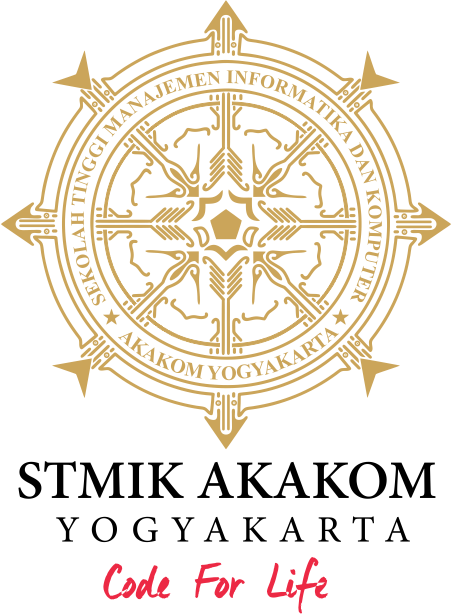 SEKOLAH TINGGI MANAJEMEN INFORMATIKA DAN KOMPUTER
AKAKOM YOGYAKARTA
STMIK AKAKOM
YOGYAKARTA
Code For Life